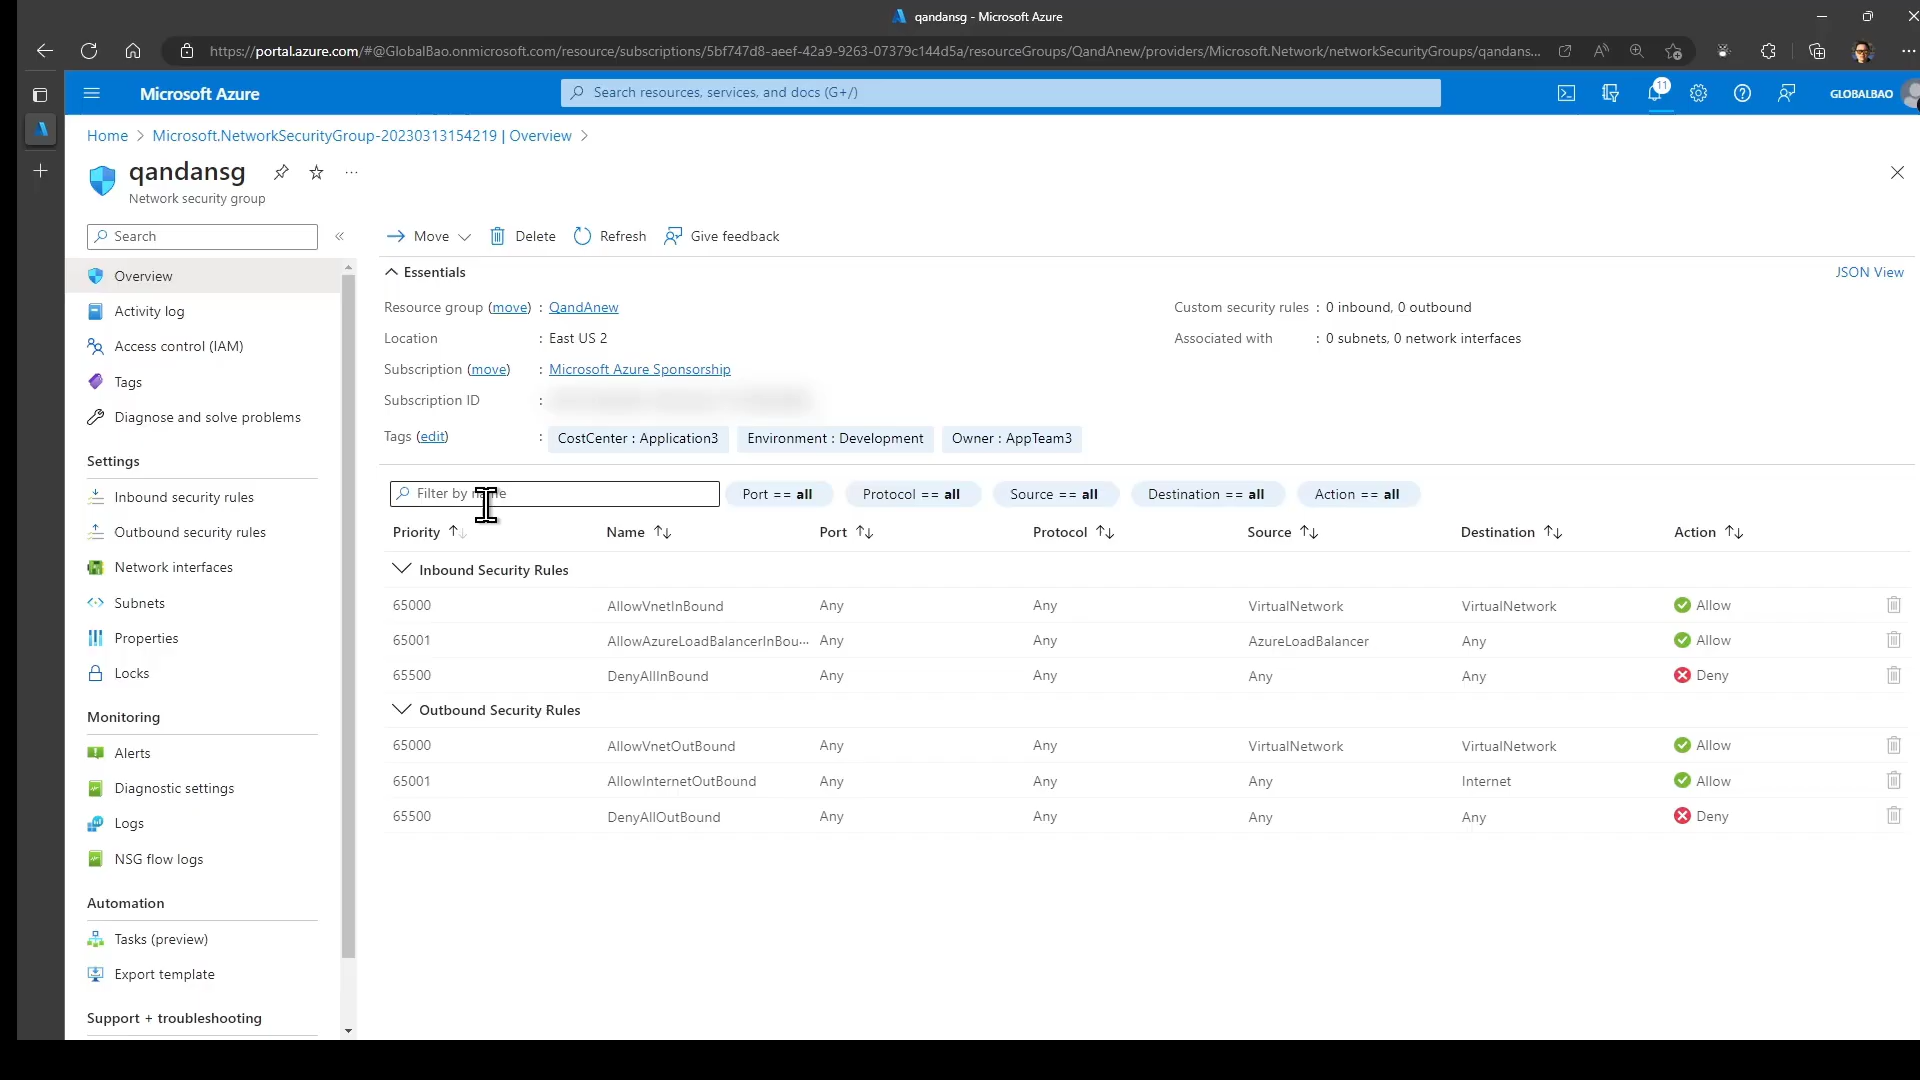 qandansg - Microsoft Azure
https://portal.azure.com/#@GlobalBao.onmicrosoft.com/resource/subscriptions/5bf747d8-aeef-42a9-9263-07379c144d5a/resourceGroups/QandAnew/providers/Microsoft.Network/networkSecurityGroups/qandans...
Microsoft Azure
Search resources, services, and docs (G+/)
11
GLOBALBAO
Home > Microsoft.NetworkSecurityGroup-20230313154219 | Overview >
qandansg
Network security group
Search
Move
Delete
Refresh
Give feedback
Overview
Activity log
Access control (IAM)
Tags
Diagnose and solve problems
Settings
Inbound security rules
Outbound security rules
Network interfaces
Subnets
Properties
Locks
Monitoring
Alerts
Diagnostic settings
Logs
NSG flow logs
Automation
Tasks (preview)
Export template
Support + troubleshooting
Essentials
JSON View
Resource group (move) : QandAnew
Location : East US 2
Subscription (move) : Microsoft Azure Sponsorship
Subscription ID :
Tags (edit) : CostCenter : Application3 Environment : Development Owner : AppTeam3
Custom security rules : 0 inbound, 0 outbound
Associated with : 0 subnets, 0 network interfaces
Filter by name Port == all Protocol == all Source == all Destination == all Action == all
Priority Name Port Protocol Source Destination Action
Inbound Security Rules
65000 AllowVnetInBound Any Any VirtualNetwork VirtualNetwork Allow
65001 AllowAzureLoadBalancerInBou... Any Any AzureLoadBalancer Any Allow
65500 DenyAllInBound Any Any Any Any Deny
Outbound Security Rules
65000 AllowVnetOutBound Any Any VirtualNetwork VirtualNetwork Allow
65001 AllowInternetOutBound Any Any Any Internet Allow
65500 DenyAllOutBound Any Any Any Any Deny